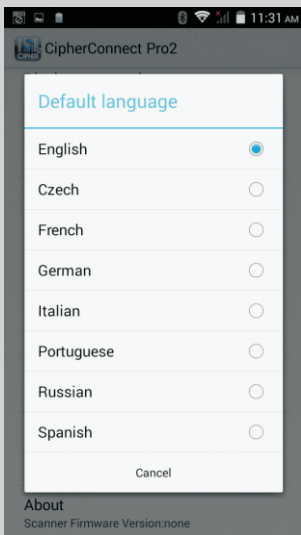 11:31 AM
CipherConnect Pro2
Default language
English
Czech
French
German
Italian
Portuguese
Russian
Spanish
Cancel
About
Scanner Firmware Version:none